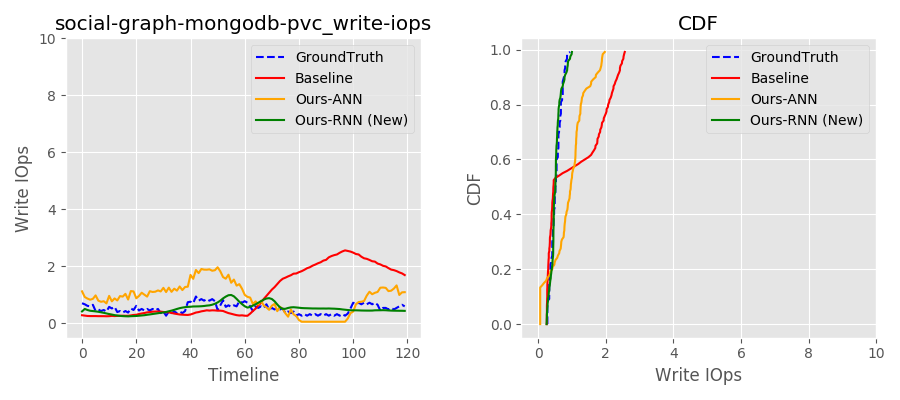 social-graph-mongodb-pvc_write-iops
Write IOps
10
8
6
4
2
0
0 20 40 60 80 100 120
Timeline
GroundTruth
Baseline
Ours-ANN
Ours-RNN (New)
CDF
CDF
1.0
0.8
0.6
0.4
0.2
0.0
0 2 4 6 8 10
Write IOps
GroundTruth
Baseline
Ours-ANN
Ours-RNN (New)